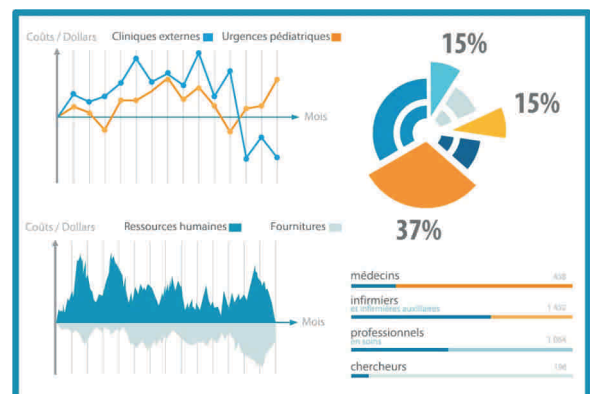 Coûts / Dollars Cliniques externes Urgences pédiatriques
Mois
15%
15%
37%
Coûts / Dollars Ressources humaines Fournitures
Mois
médecins
infirmiers
et infirmières auxiliaires
professionnels
en soins
chercheurs